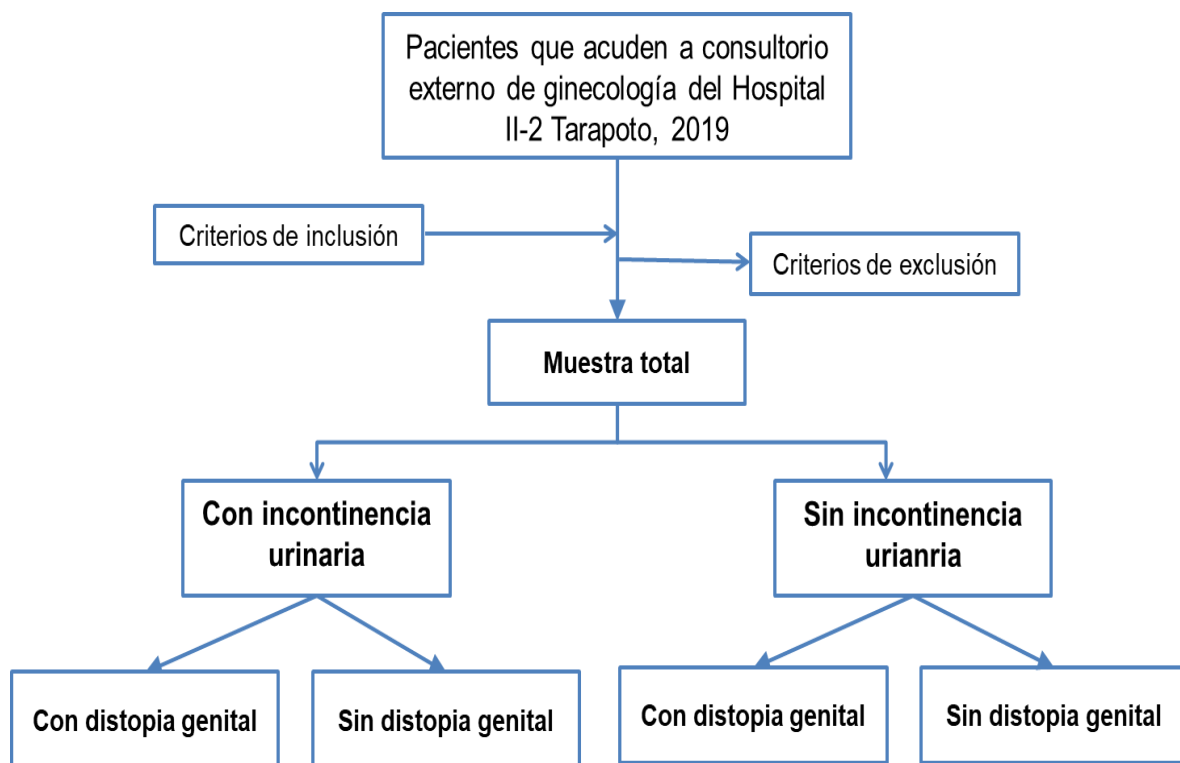 Pacientes que acuden a consultorio
externo de ginecología del Hospital
II-2 Tarapoto, 2019
Criterios de inclusión
Criterios de exclusión
Muestra total
Con incontinencia
urinaria
Sin incontinencia
urianria
Con distopia genital
Sin distopia genital
Con distopia genital
Sin distopia genital